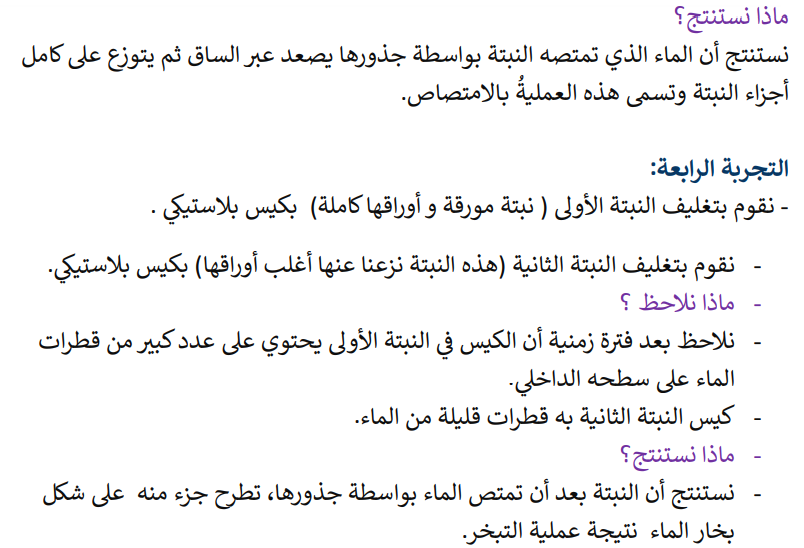 ماذا نستنتج؟
نستنتج أن الماء الذي تمتصه النبتة بواسطة جذورها يصعد عبر الساق ثم يتوزع على كامل
أجزاء النبتة وتسمى هذه العمليةُ بالامتصاص.
التجربة الرابعة:
- نقوم بتغليف النبتة الأولى ( نبتة مورقة و أوراقها كاملة) بكيس بلاستيكي .
- نقوم بتغليف النبتة الثانية (هذه النبتة نزعنا عنها أغلب أوراقها) بكيس بلاستيكي.
- ماذا نلاحظ ؟
- نلاحظ بعد فترة زمنية أن الكيس في النبتة الأولى يحتوي على عدد كبير من قطرات
الماء على سطحه الداخلي.
- كيس النبتة الثانية به قطرات قليلة من الماء.
- ماذا نستنتج؟
- نستنتج أن النبتة بعد أن تمتص الماء بواسطة جذورها، تطرح جزء منه على شكل
بخار الماء نتيجة عملية التبخر.